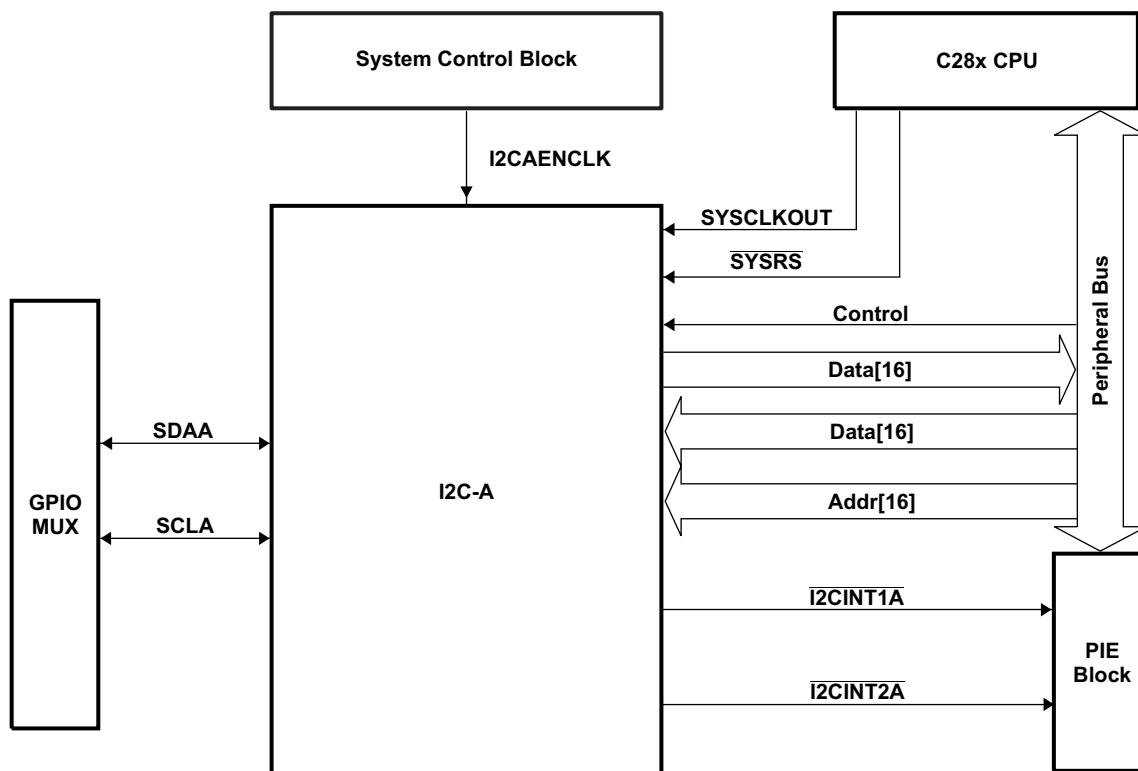 System Control Block
C28x CPU
I2CAENCLK
SYSCLKOUT
SYSRS
Control
Data[16]
Data[16]
Addr[16]
Peripheral Bus
SDAA
SCLA
GPIO
MUX
I2C-A
I2CINT1A
I2CINT2A
PIE
Block